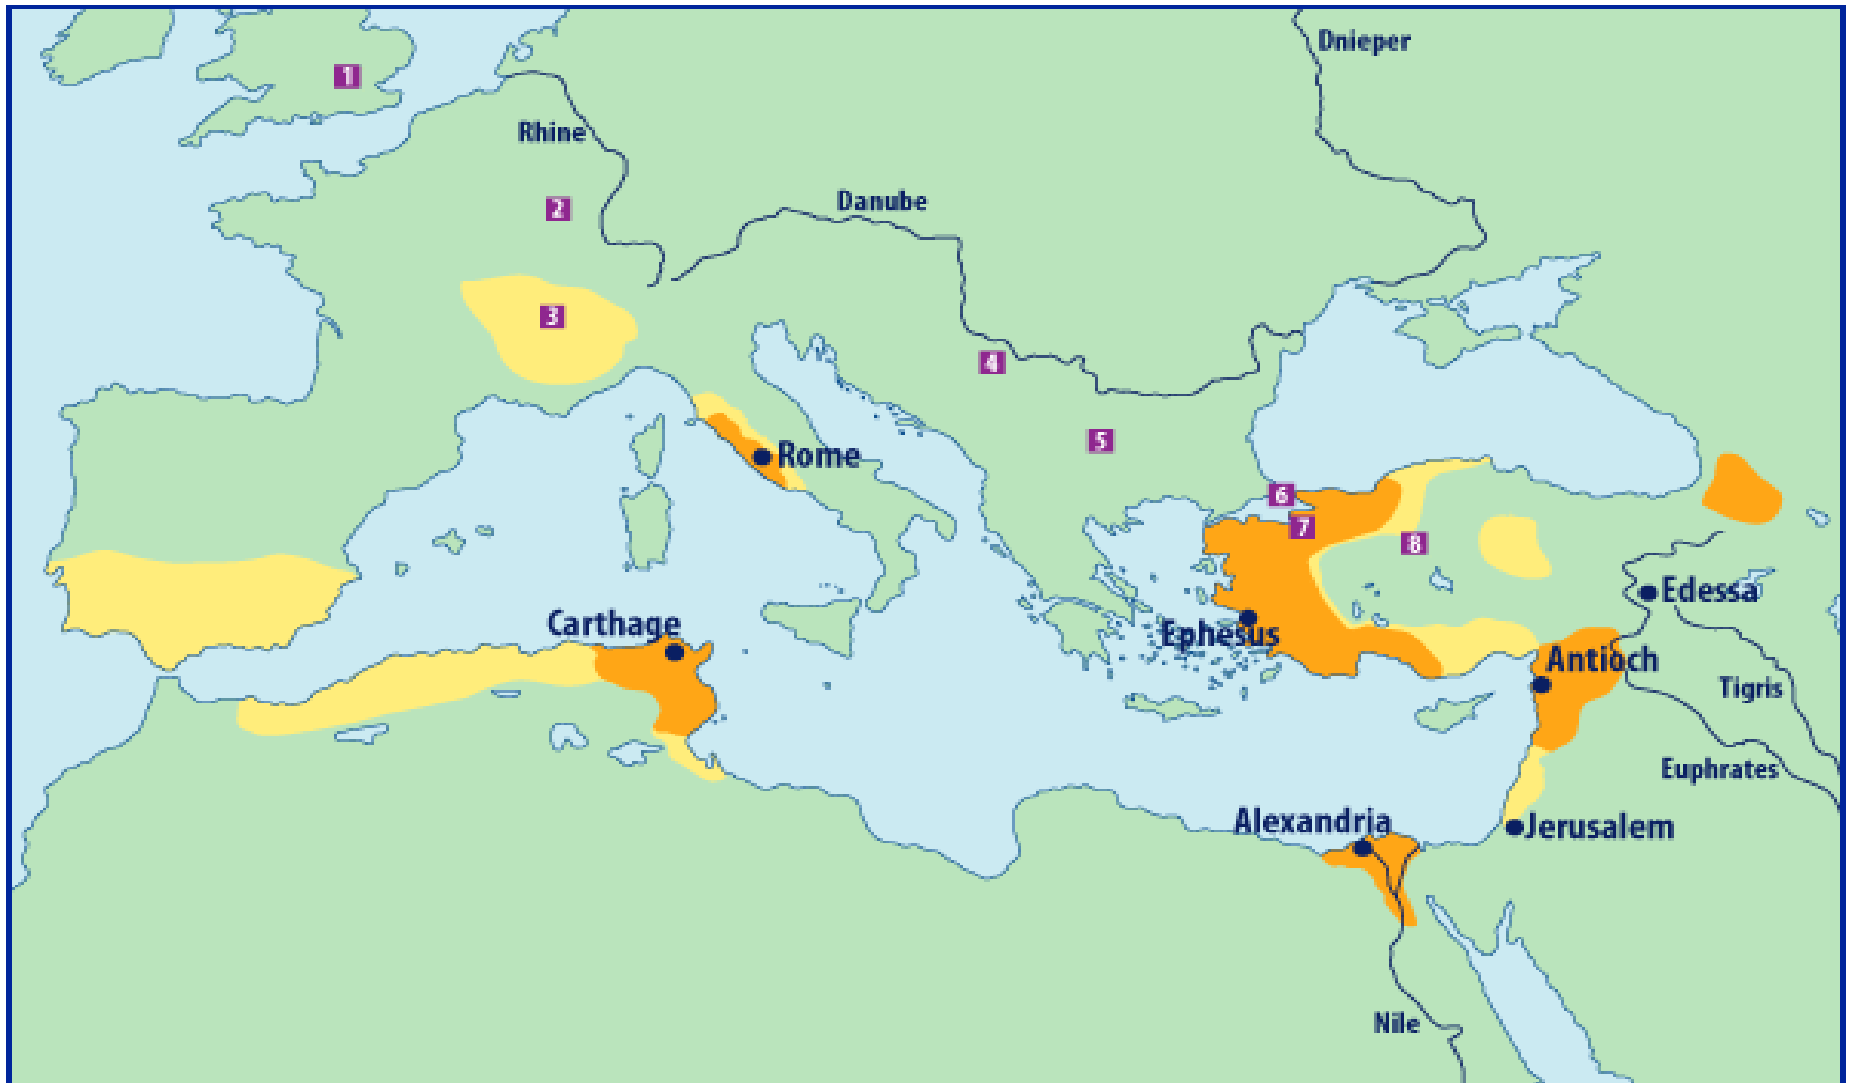 Dnieper
1
Rhine
Danube
2
3
4
5
Rome
6
7
8
Edessa
Carthage
Ephesus
Antioch
Tigris
Euphrates
Alexandria
Jerusalem
Nile